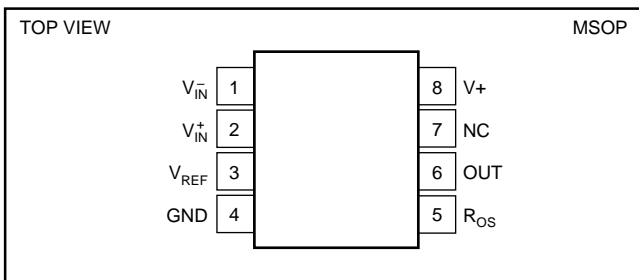 TOP VIEW MSOP
V⁻IN 1 8 V+
V⁺IN 2 7 NC
VREF 3 6 OUT
GND 4 5 ROS